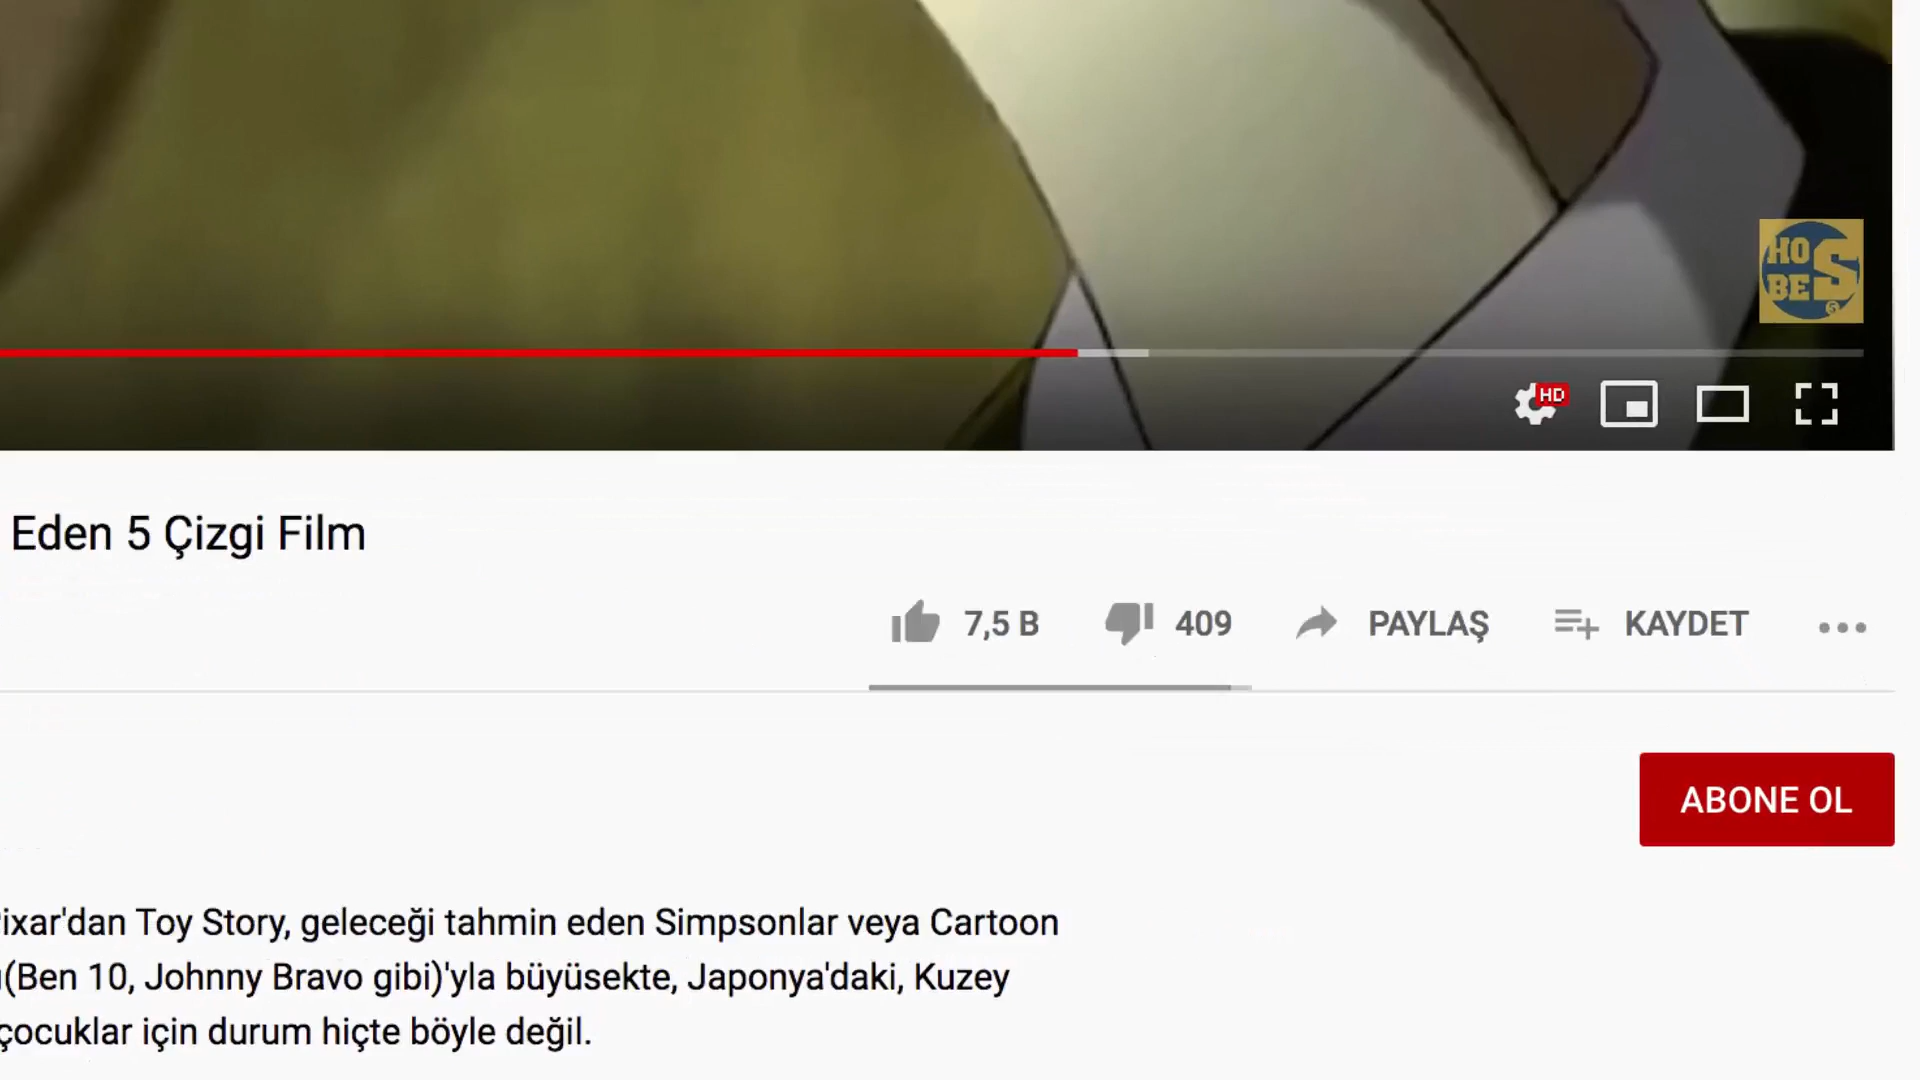 HO
BE S
5
HD
Eden 5 Çizgi Film
7,5 B 409 PAYLAŞ KAYDET
ABONE OL
ixar'dan Toy Story, geleceği tahmin eden Simpsonlar veya Cartoon
(Ben 10, Johnny Bravo gibi)'yla büyüsekte, Japonya'daki, Kuzey
çocuklar için durum hiçte böyle değil.